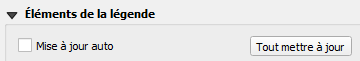 Éléments de la légende
Mise à jour auto Tout mettre à jour